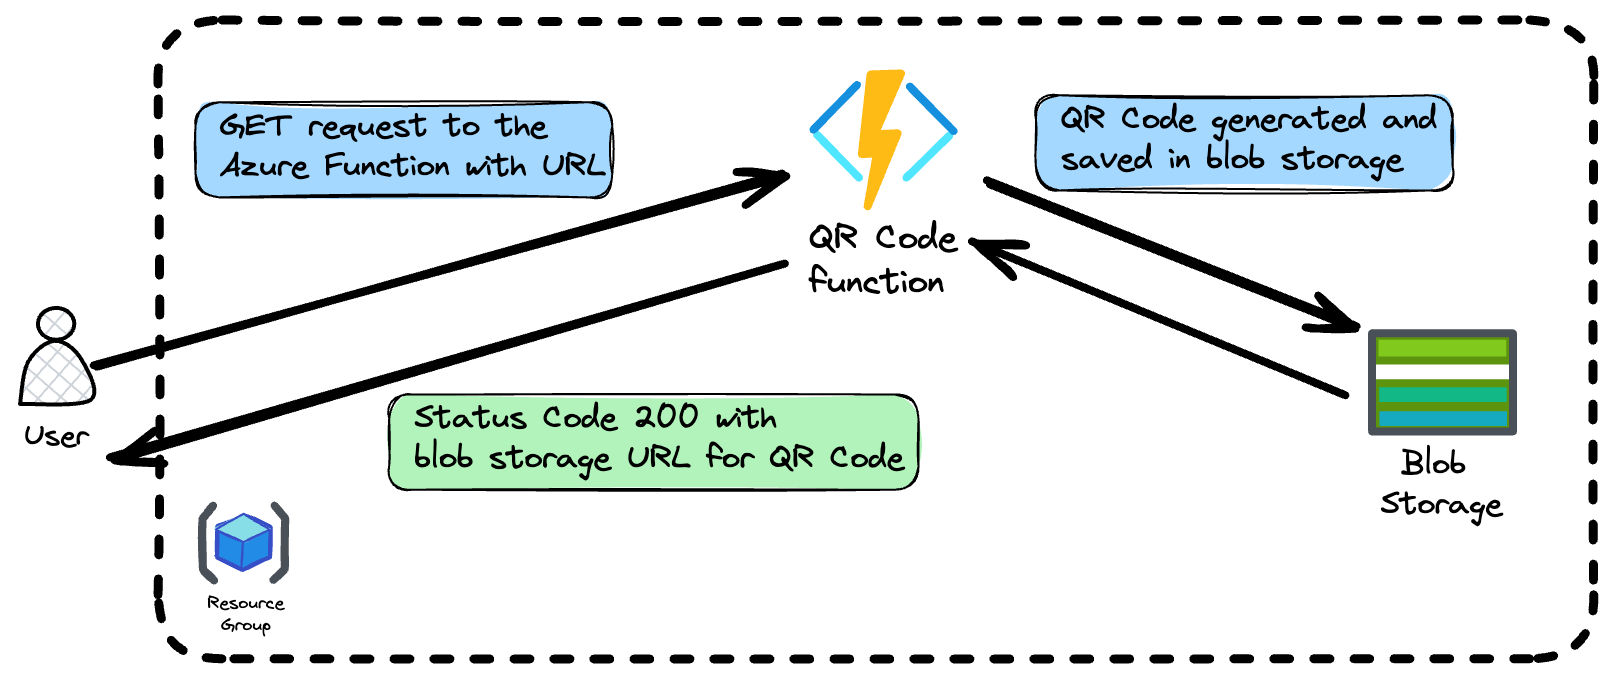 GET request to the
Azure Function with URL
QR Code generated and
saved in blob storage
QR Code
function
User
Status Code 200 with
blob storage URL for QR Code
Blob
Storage
Resource
Group